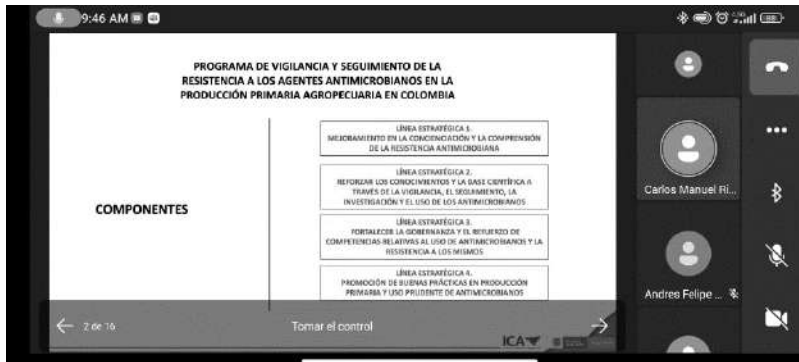 9:46 AM
PROGRAMA DE VIGILANCIA Y SEGUIMIENTO DE LA
RESISTENCIA A LOS AGENTES ANTIMICROBIANOS EN LA
PRODUCCIÓN PRIMARIA AGROPECUARIA EN COLOMBIA
COMPONENTES
LÍNEA ESTRATÉGICA 1.
MEJORAMIENTO EN LA CONCIENCIACIÓN Y LA COMPRENSIÓN
DE LA RESISTENCIA ANTIMICROBIANA
LÍNEA ESTRATÉGICA 2.
REFORZAR LOS CONOCIMIENTOS Y LA BASE CIENTÍFICA A
TRAVÉS DE LA VIGILANCIA, EL SEGUIMIENTO, LA
INVESTIGACIÓN Y EL USO DE LOS ANTIMICROBIANOS
LÍNEA ESTRATÉGICA 3.
FORTALECER LA GOBERNANZA Y EL REFUERZO DE
COMPETENCIAS RELATIVAS AL USO DE ANTIMICROBIANOS Y LA
RESISTENCIA A LOS MISMOS
LÍNEA ESTRATÉGICA 4.
PROMOCIÓN DE BUENAS PRÁCTICAS EN PRODUCCIÓN
PRIMARIA Y USO PRUDENTE DE ANTIMICROBIANOS
2 de 16
Tomar el control
ICA
Carlos Manuel Ri...
Andres Felipe ...